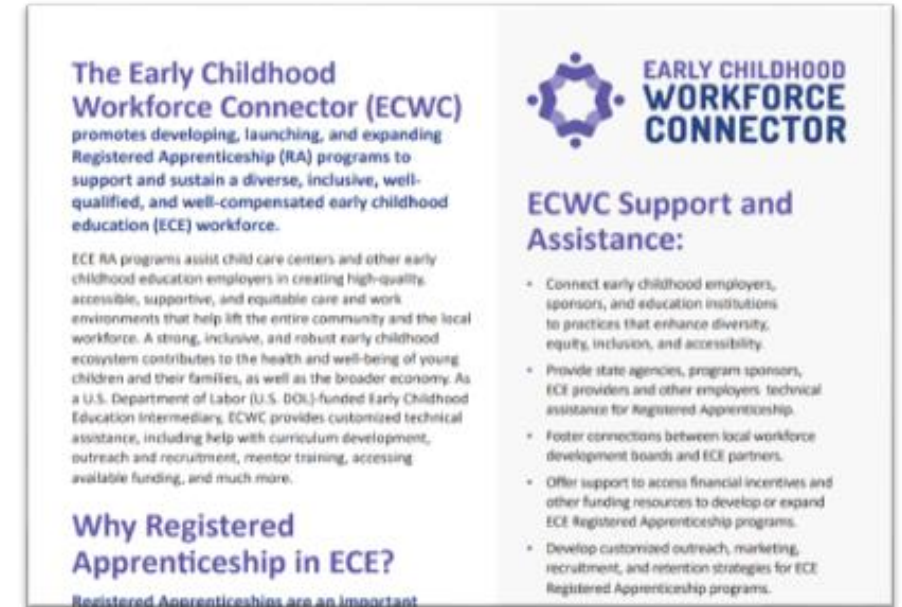 The Early Childhood
Workforce Connector (ECWC)
promotes developing, launching, and expanding
Registered Apprenticeship (RA) programs to
support and sustain a diverse, inclusive, well-
qualified, and well-compensated early childhood
education (ECE) workforce.
ECE RA programs assist child care centers and other early
childhood education employers in creating high-quality,
accessible, supportive, and equitable care and work
environments that help lift the entire community and the local
workforce. A strong, inclusive, and robust early childhood
ecosystem contributes to the health and well-being of young
children and their families, as well as the broader economy. As
a U.S. Department of Labor (U.S. DOL)-funded Early Childhood
Education Intermediary, ECWC provides customized technical
assistance, including help with curriculum development,
outreach and recruitment, mentor training, accessing
available funding, and much more.
Why Registered
Apprenticeship in ECE?
Registered Apprenticeships are an important
EARLY CHILDHOOD
WORKFORCE
CONNECTOR
ECWC Support and
Assistance:
• Connect early childhood employers,
sponsors, and education institutions
to practices that enhance diversity,
equity, inclusion, and accessibility.
• Provide state agencies, program sponsors,
ECE providers and other employers technical
assistance for Registered Apprenticeship.
• Foster connections between local workforce
development boards and ECE partners.
• Offer support to access financial incentives and
other funding resources to develop or expand
ECE Registered Apprenticeship programs.
• Develop customized outreach, marketing,
recruitment, and retention strategies for ECE
Registered Apprenticeship programs.